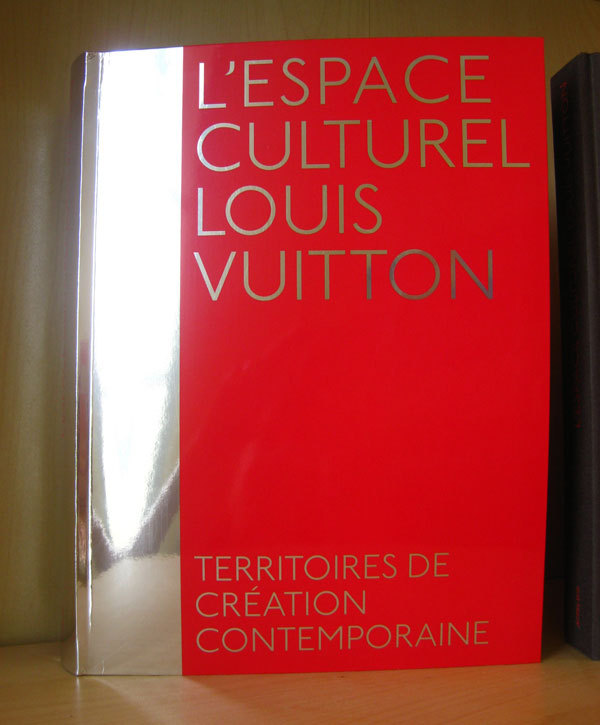 L'ESPACE
CULTUREL
LOUIS
VUITTON
TERRITOIRES DE
CRÉATION
CONTEMPORAINE